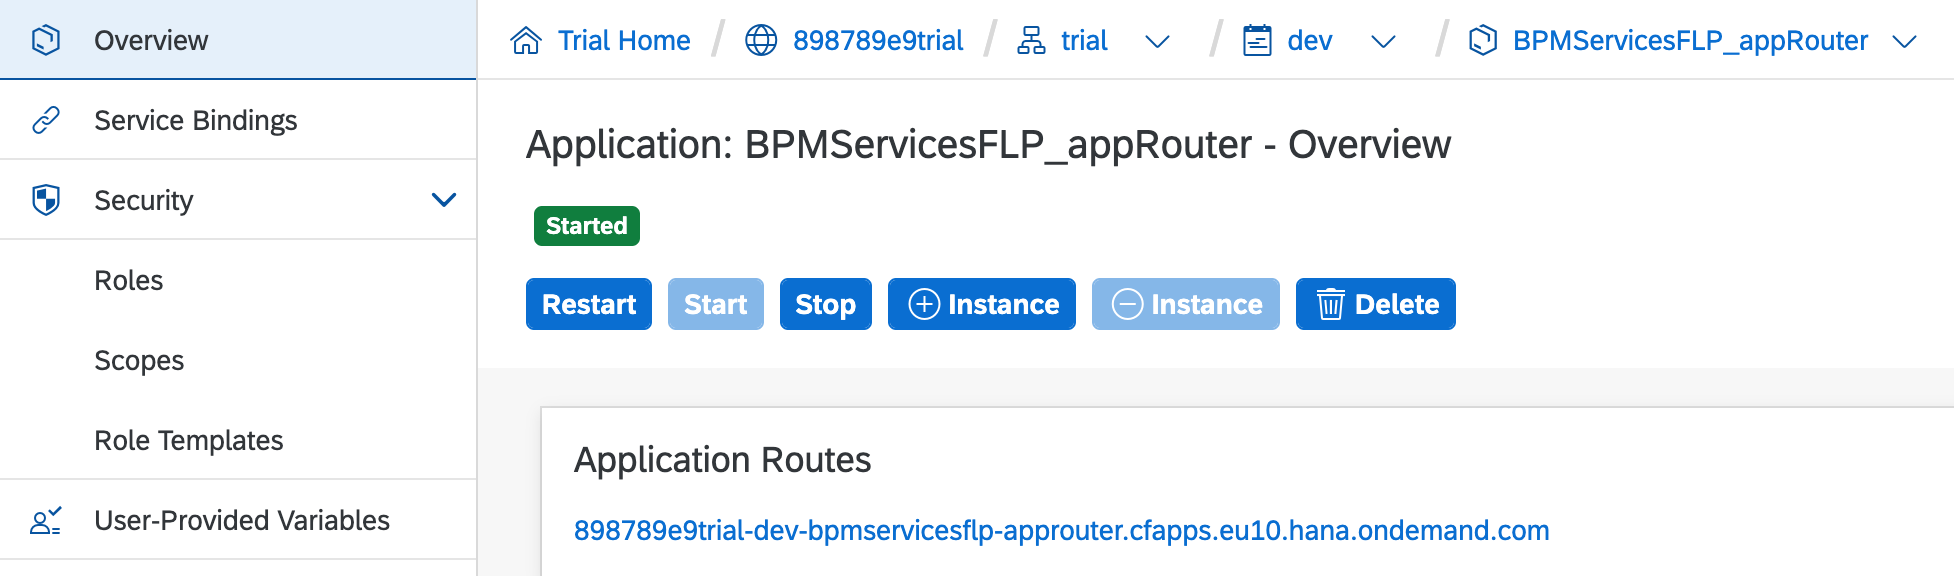 Overview
Service Bindings
Security
Roles
Scopes
Role Templates
User-Provided Variables
Trial Home / 898789e9trial / trial / dev / BPMServicesFLP_appRouter
Application: BPMServicesFLP_appRouter - Overview
Started
Restart Start Stop Instance Instance Delete
Application Routes
898789e9trial-dev-bpmservicesflp-approuter.cfapps.eu10.hana.ondemand.com